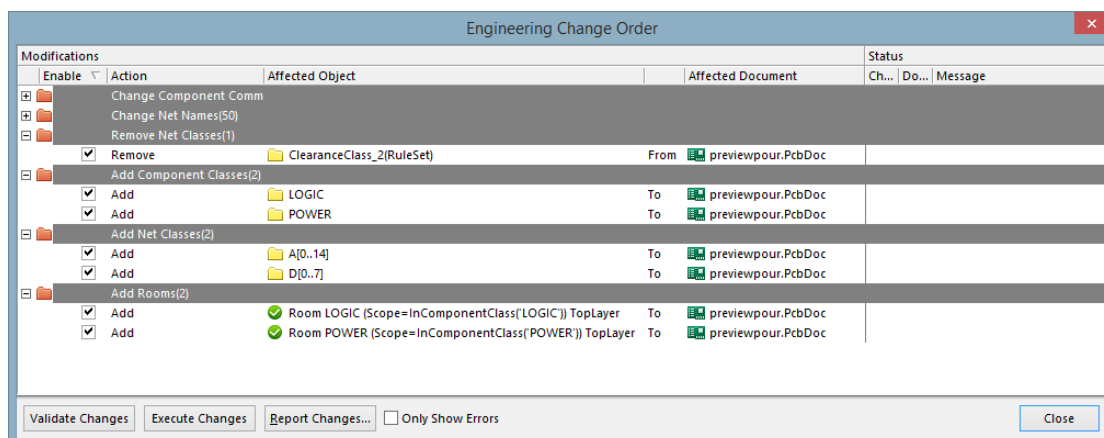 Engineering Change Order
Modifications Status
Enable Action Affected Object Affected Document Ch... Do... Message
Change Component Comm
Change Net Names(50)
Remove Net Classes(1)
Remove ClearanceClass_2(RuleSet) From previewpour.PcbDoc
Add Component Classes(2)
Add LOGIC To previewpour.PcbDoc
Add POWER To previewpour.PcbDoc
Add Net Classes(2)
Add A[0..14] To previewpour.PcbDoc
Add D[0..7] To previewpour.PcbDoc
Add Rooms(2)
Add Room LOGIC (Scope=InComponentClass('LOGIC')) TopLayer To previewpour.PcbDoc
Add Room POWER (Scope=InComponentClass('POWER')) TopLayer To previewpour.PcbDoc
Validate Changes Execute Changes Report Changes... Only Show Errors Close